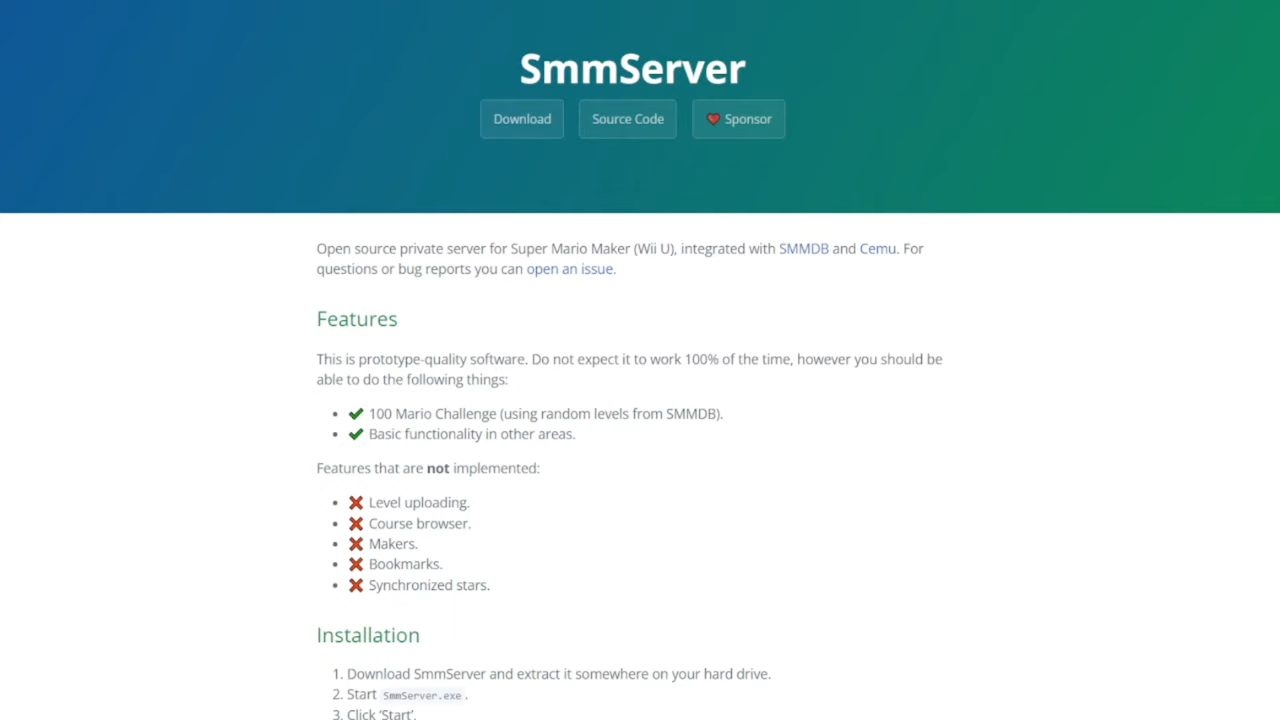 SmmServer
Download
Source Code
Sponsor
Open source private server for Super Mario Maker (Wii U), integrated with SMMDB and Cemu. For
questions or bug reports you can open an issue.
Features
This is prototype-quality software. Do not expect it to work 100% of the time, however you should be
able to do the following things:
100 Mario Challenge (using random levels from SMMDB).
Basic functionality in other areas.
Features that are not implemented:
Level uploading.
Course browser.
Makers.
Bookmarks.
Synchronized stars.
Installation
1. Download SmmServer and extract it somewhere on your hard drive.
2. Start SmmServer.exe.
3. Click ‘Start’.